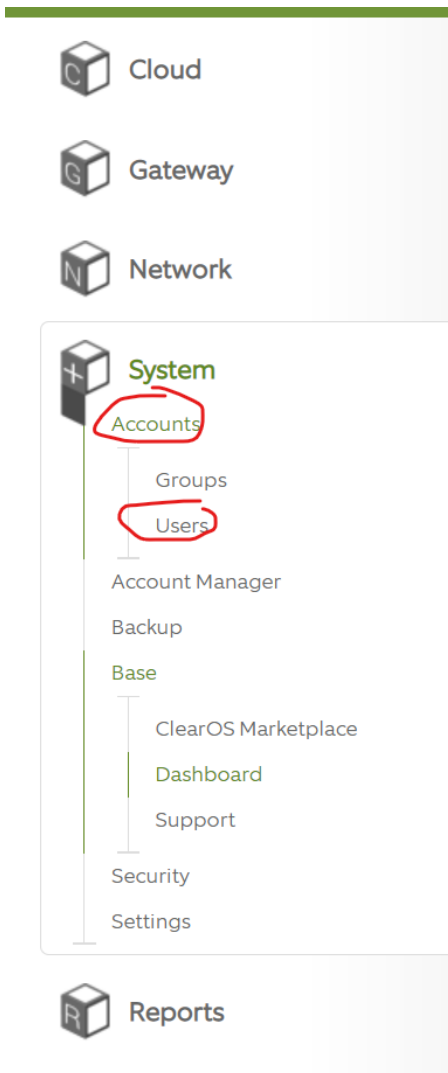 C Cloud
G Gateway
N Network
System
Accounts
Groups
Users
Account Manager
Backup
Base
ClearOS Marketplace
Dashboard
Support
Security
Settings
R Reports